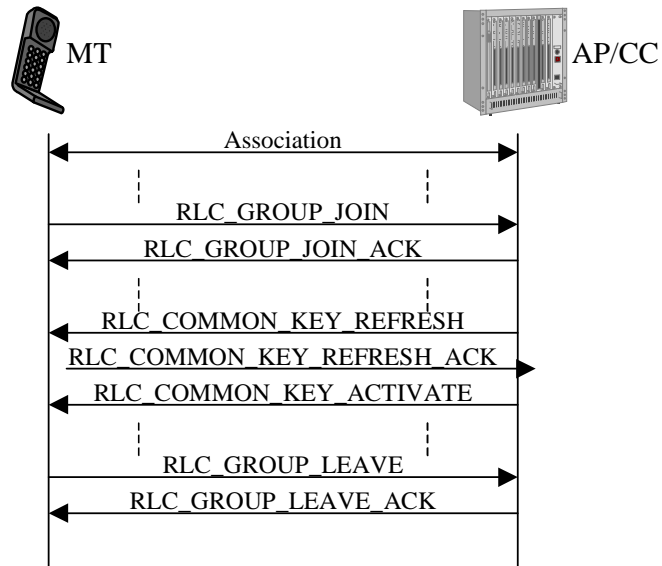 MT
AP/CC
Association
RLC_GROUP_JOIN
RLC_GROUP_JOIN_ACK
RLC_COMMON_KEY_REFRESH
RLC_COMMON_KEY_REFRESH_ACK
RLC_COMMON_KEY_ACTIVATE
RLC_GROUP_LEAVE
RLC_GROUP_LEAVE_ACK